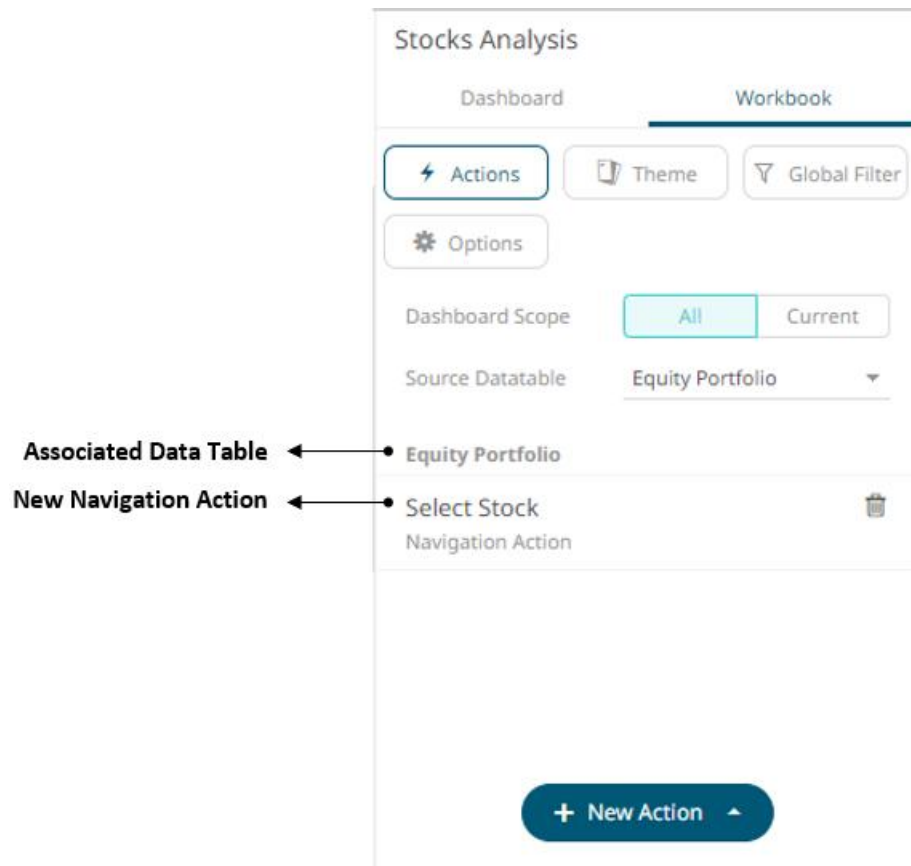 Stocks Analysis
Dashboard Workbook
Actions Theme Global Filter
Options
Dashboard Scope All Current
Source Datatable Equity Portfolio
Associated Data Table Equity Portfolio
New Navigation Action Select Stock
Navigation Action
+ New Action